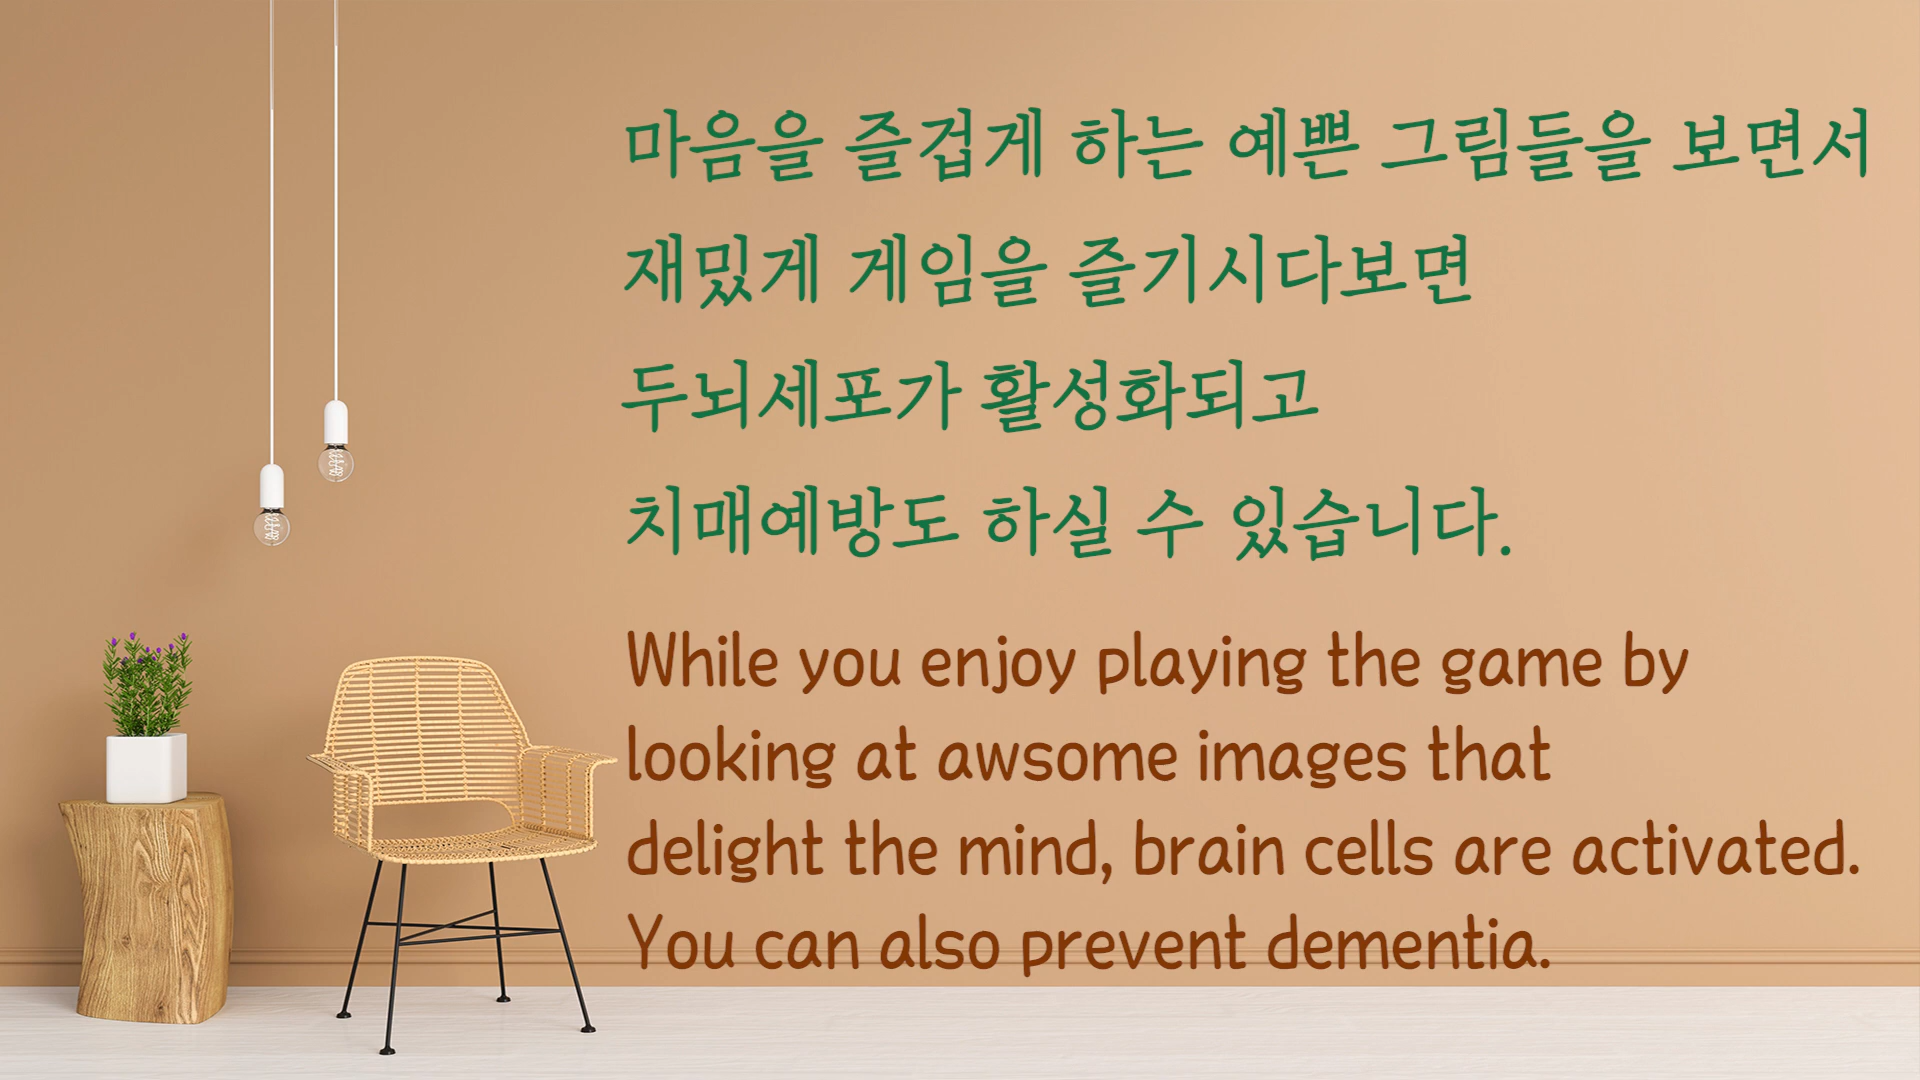 마음을 즐겁게 하는 예쁜 그림들을 보면서
재밌게 게임을 즐기시다보면
두뇌세포가 활성화되고
치매예방도 하실 수 있습니다.
While you enjoy playing the game by
looking at awsome images that
delight the mind, brain cells are activated.
You can also prevent dementia.